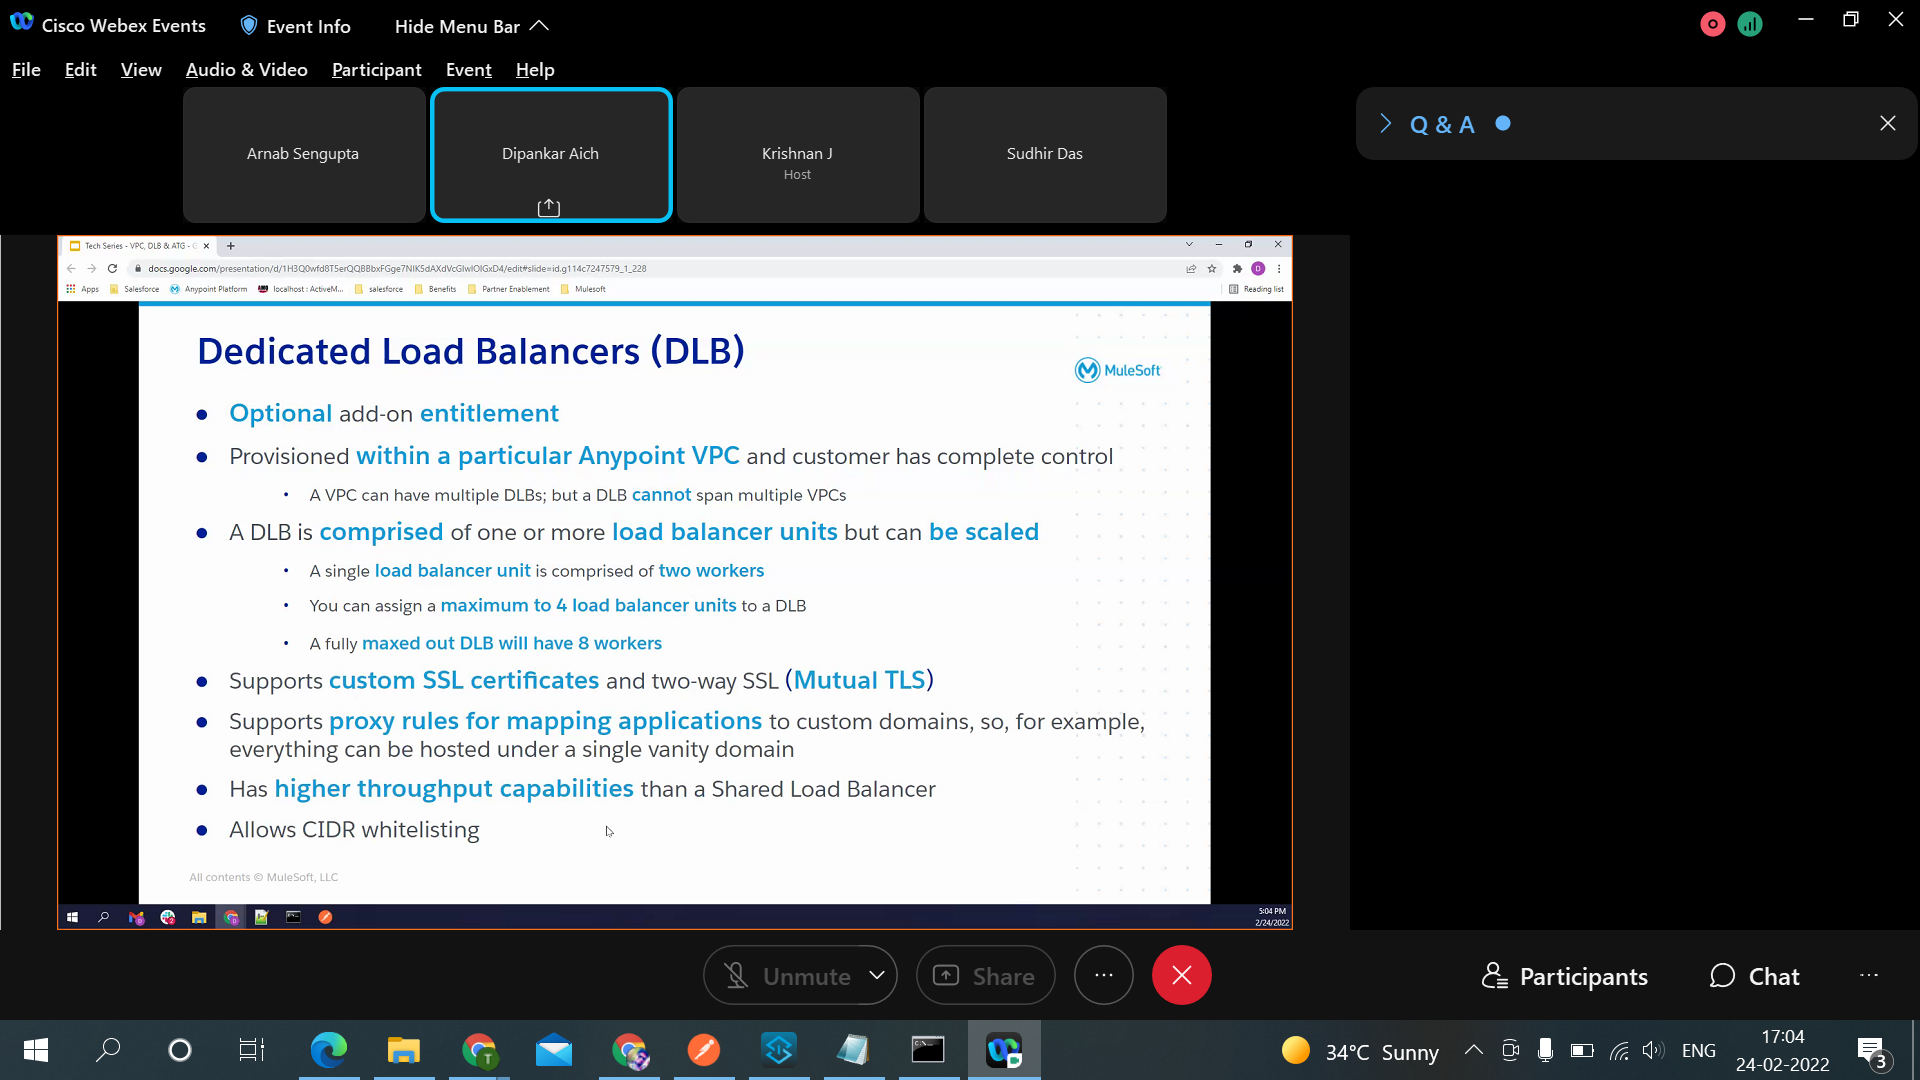 Cisco Webex Events
Event Info
Hide Menu Bar
File Edit View Audio & Video Participant Event Help
Arnab Sengupta
Dipankar Aich
Krishnan J
Host
Sudhir Das
Q & A
Tech Series - VPC, DLB & ATG -
docs.google.com/presentation/d/1H3Q0wfd8T5erQQBBbxFGge7NIK5dAXdVcGlwIOIGxD4/edit#slide=id.g114c7247579_1_228
Apps Salesforce Anypoint Platform localhost : ActiveM... salesforce Benefits Partner Enablement Mulesoft Reading list
Dedicated Load Balancers (DLB)
MuleSoft
● Optional add-on entitlement
● Provisioned within a particular Anypoint VPC and customer has complete control
• A VPC can have multiple DLBs; but a DLB cannot span multiple VPCs
● A DLB is comprised of one or more load balancer units but can be scaled
• A single load balancer unit is comprised of two workers
• You can assign a maximum to 4 load balancer units to a DLB
• A fully maxed out DLB will have 8 workers
● Supports custom SSL certificates and two-way SSL (Mutual TLS)
● Supports proxy rules for mapping applications to custom domains, so, for example,
everything can be hosted under a single vanity domain
● Has higher throughput capabilities than a Shared Load Balancer
● Allows CIDR whitelisting
All contents © MuleSoft, LLC
5:04 PM
2/24/2022
Unmute
Share
Participants
Chat
34°C Sunny
ENG
17:04
24-02-2022
3